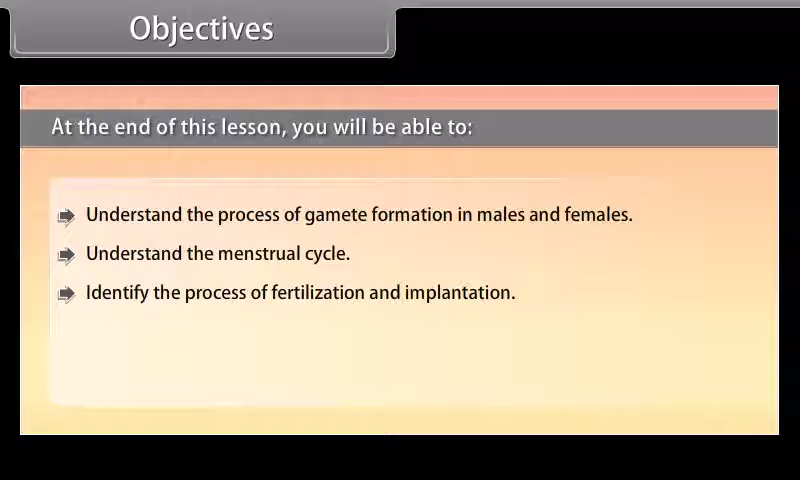 Objectives
At the end of this lesson, you will be able to:
Understand the process of gamete formation in males and females.
Understand the menstrual cycle.
Identify the process of fertilization and implantation.